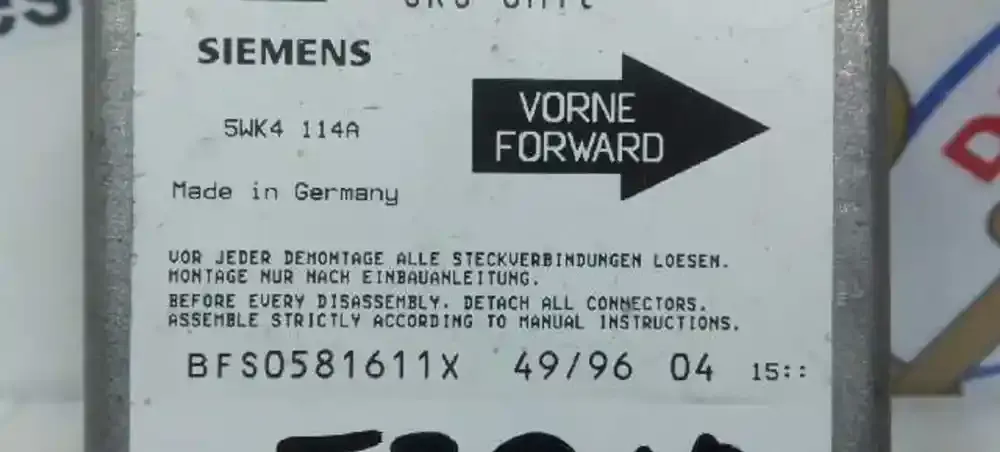 SIEMENS
5WK4 114A
VORNE
FORWARD
Made in Germany
VOR JEDER DEMONTAGE ALLE STECKVERBINDUNGEN LOESEN.
MONTAGE NUR NACH EINBAUANLEITUNG.
BEFORE EVERY DISASSEMBLY. DETACH ALL CONNECTORS.
ASSEMBLE STRICTLY ACCORDING TO MANUAL INSTRUCTIONS.
BFS0581611X 49/96 04 15::